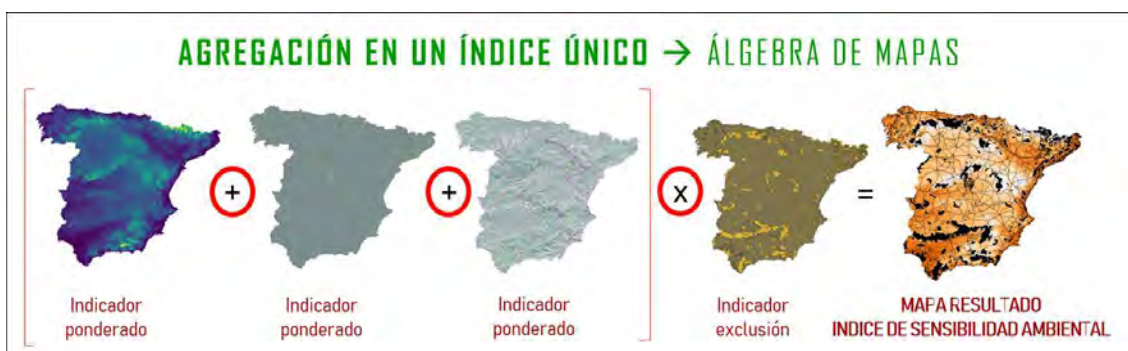 AGREGACIÓN EN UN ÍNDICE ÚNICO → ÁLGEBRA DE MAPAS
+
+
x
=
Indicador
ponderado
Indicador
ponderado
Indicador
ponderado
Indicador
exclusión
MAPA RESULTADO
INDICE DE SENSIBILIDAD AMBIENTAL